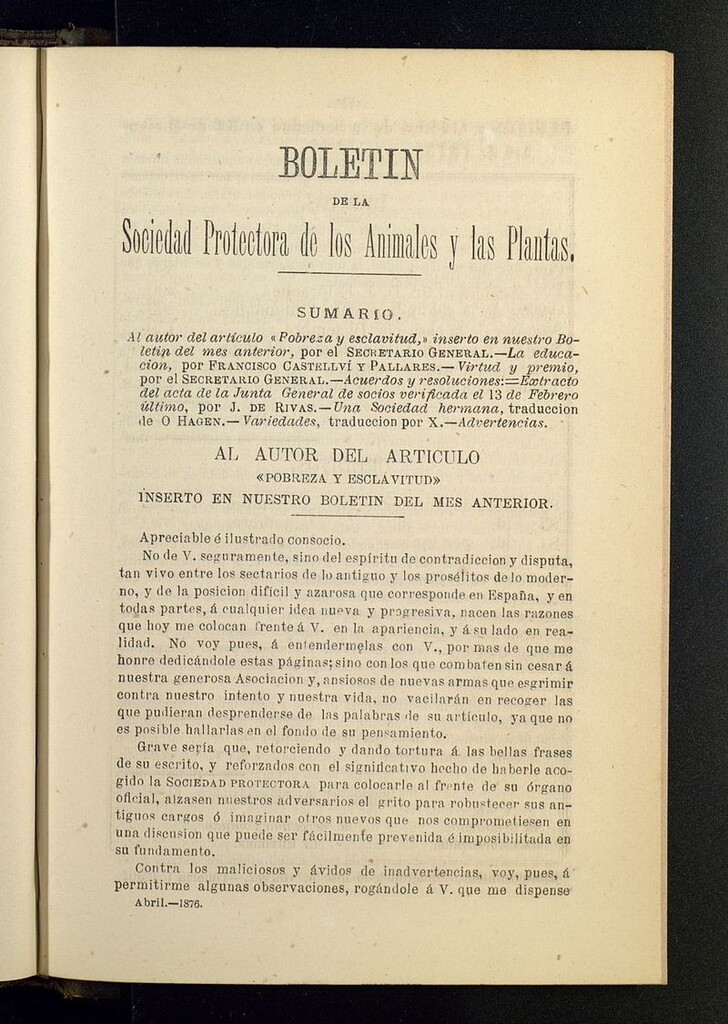 BOLETIN
DE LA
Sociedad Protectora de los Animales y las Plantas.
SUMARIO.
Al autor del artículo «Pobreza y esclavitud,» inserto en nuestro Bo-
letin del mes anterior, por el SECRETARIO GENERAL.—La educa-
cion, por FRANCISCO CASTELLVÍ Y PALLARES.—Virtud y premio,
por el SECRETARIO GENERAL.—Acuerdos y resoluciones:=Extracto
del acta de la Junta General de socios verificada el 13 de Febrero
último, por J. DE RIVAS.—Una Sociedad hermana, traduccion
de O HAGEN.—Variedades, traduccion por X.—Advertencias.
AL AUTOR DEL ARTICULO
«POBREZA Y ESCLAVITUD»
INSERTO EN NUESTRO BOLETIN DEL MES ANTERIOR.
Apreciable é ilustrado consocio.
No de V. seguramente, sino del espíritu de contradiccion y disputa,
tan vivo entre los sectarios de lo antiguo y los prosélitos de lo moder-
no, y de la posicion difícil y azarosa que corresponde en España, y en
todas partes, á cualquier idea nueva y progresiva, nacen las razones
que hoy me colocan frente á V. en la apariencia, y á su lado en rea-
lidad. No voy pues, á entendermelas con V., por mas de que me
honre dedicándole estas páginas; sino con los que combaten sin cesar á
nuestra generosa Asociacion y, ansiosos de nuevas armas que esgrimir
contra nuestro intento y nuestra vida, no vacilarán en recoger las
que pudieran desprenderse de las palabras de su artículo, ya que no
es posible hallarlas en el fondo de su pensamiento.
Grave sería que, retorciendo y dando tortura á las bellas frases
de su escrito, y reforzados con el significativo hecho de haberle aco-
gido la SOCIEDAD PROTECTORA para colocarle al frente de su órgano
oficial, alzasen nuestros adversarios el grito para robustecer sus an-
tiguos cargos ó imaginar otros nuevos que nos comprometiesen en
una discusion que puede ser fácilmente prevenida é imposibilitada en
su fundamento.
Contra los maliciosos y ávidos de inadvertencias, voy, pues, á
permitirme algunas observaciones, rogándole á V. que me dispense
Abril.—1876.